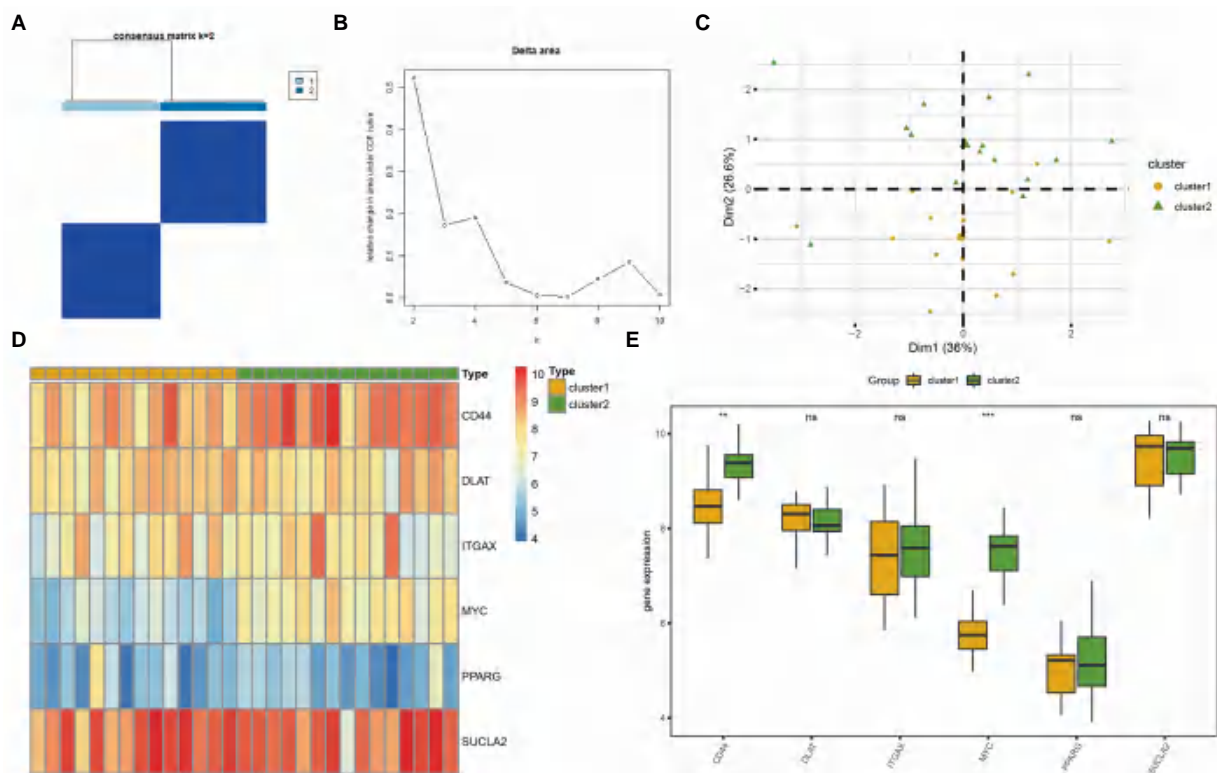 A
consensus matrix k=2
1
2
B
Delta area
relative change in area under CDF curve
0.5
0.4
0.3
0.2
0.1
0.0
2
4
6
8
10
k
C
Dim2 (26.6%)
2
1
0
−1
−2
−2
0
2
Dim1 (36%)
cluster
cluster1
cluster2
D
Type
CD44
DLAT
ITGAX
MYC
PPARG
SUCLA2
10
9
8
7
6
5
4
Type
cluster1
cluster2
E
Group
cluster1
cluster2
gene expression
10
8
6
4
**
ns
ns
***
ns
ns
CD44
DLAT
ITGAX
MYC
PPARG
SUCLA2